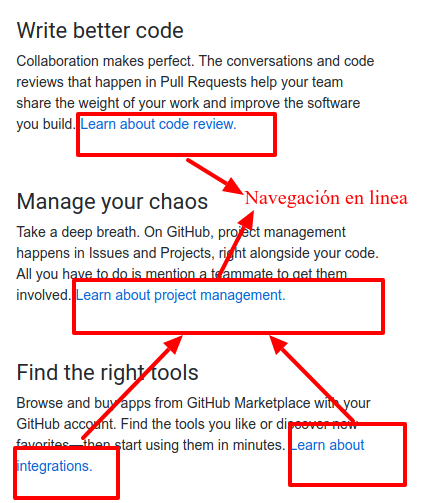 Write better code
Collaboration makes perfect. The conversations and code
reviews that happen in Pull Requests help your team
share the weight of your work and improve the software
you build. Learn about code review.
Navegación en linea
Manage your chaos
Take a deep breath. On GitHub, project management
happens in Issues and Projects, right alongside your code.
All you have to do is mention a teammate to get them
involved. Learn about project management.
Find the right tools
Browse and buy apps from GitHub Marketplace with your
GitHub account. Find the tools you like or discover new
favorites—then start using them in minutes. Learn about
integrations.